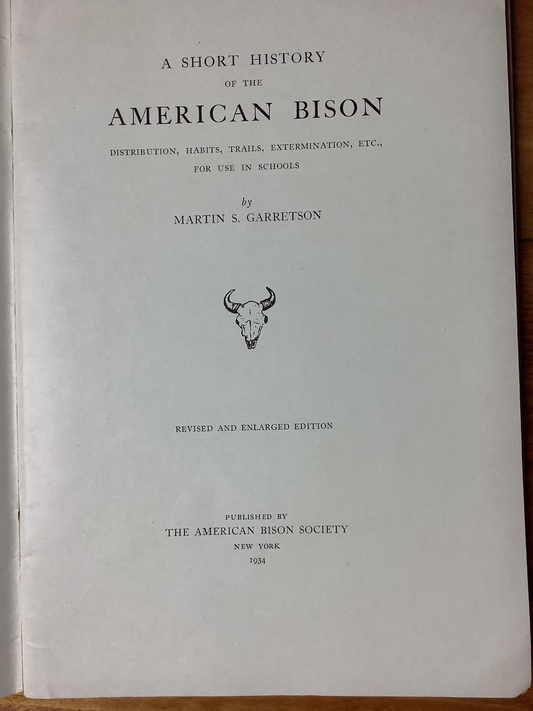 A SHORT HISTORY
OF THE
AMERICAN BISON
DISTRIBUTION, HABITS, TRAILS, EXTERMINATION, ETC.,
FOR USE IN SCHOOLS
by
MARTIN S. GARRETSON
REVISED AND ENLARGED EDITION
PUBLISHED BY
THE AMERICAN BISON SOCIETY
NEW YORK
1934